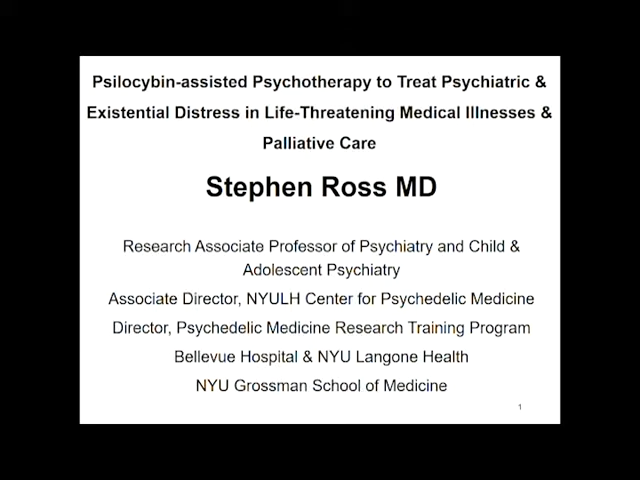 Psilocybin-assisted Psychotherapy to Treat Psychiatric &
Existential Distress in Life-Threatening Medical Illnesses &
Palliative Care
Stephen Ross MD
Research Associate Professor of Psychiatry and Child &
Adolescent Psychiatry
Associate Director, NYULH Center for Psychedelic Medicine
Director, Psychedelic Medicine Research Training Program
Bellevue Hospital & NYU Langone Health
NYU Grossman School of Medicine
1